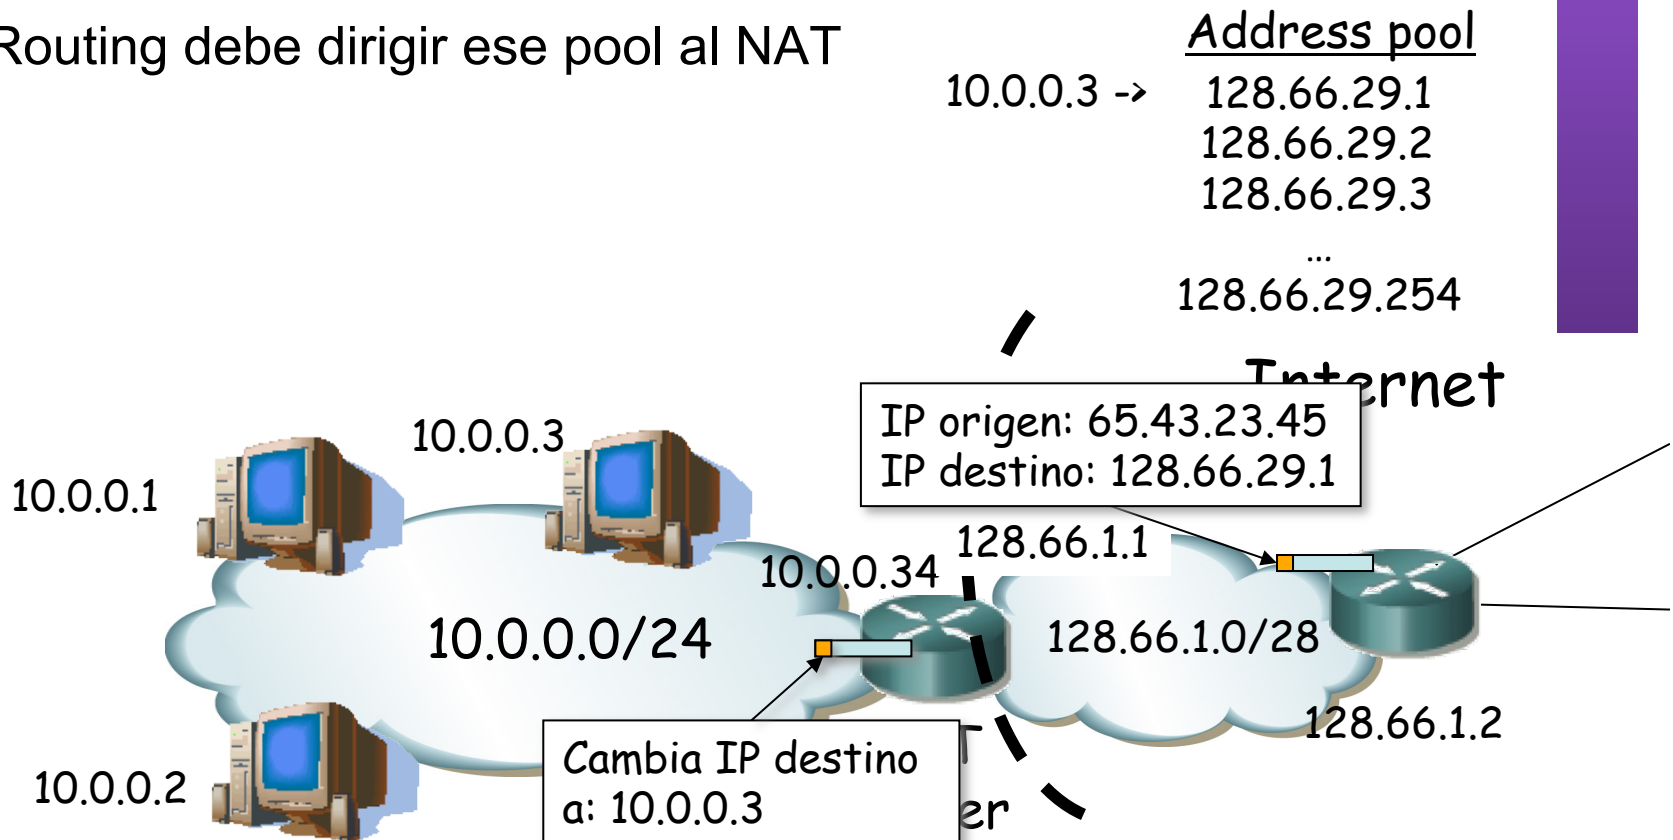 Routing debe dirigir ese pool al NAT
Address pool
10.0.0.3 -> 128.66.29.1
128.66.29.2
128.66.29.3
...
128.66.29.254
Internet
IP origen: 65.43.23.45
IP destino: 128.66.29.1
10.0.0.3
10.0.0.1
128.66.1.1
10.0.0.34
10.0.0.0/24
128.66.1.0/28
128.66.1.2
Cambia IP destino
a: 10.0.0.3
10.0.0.2